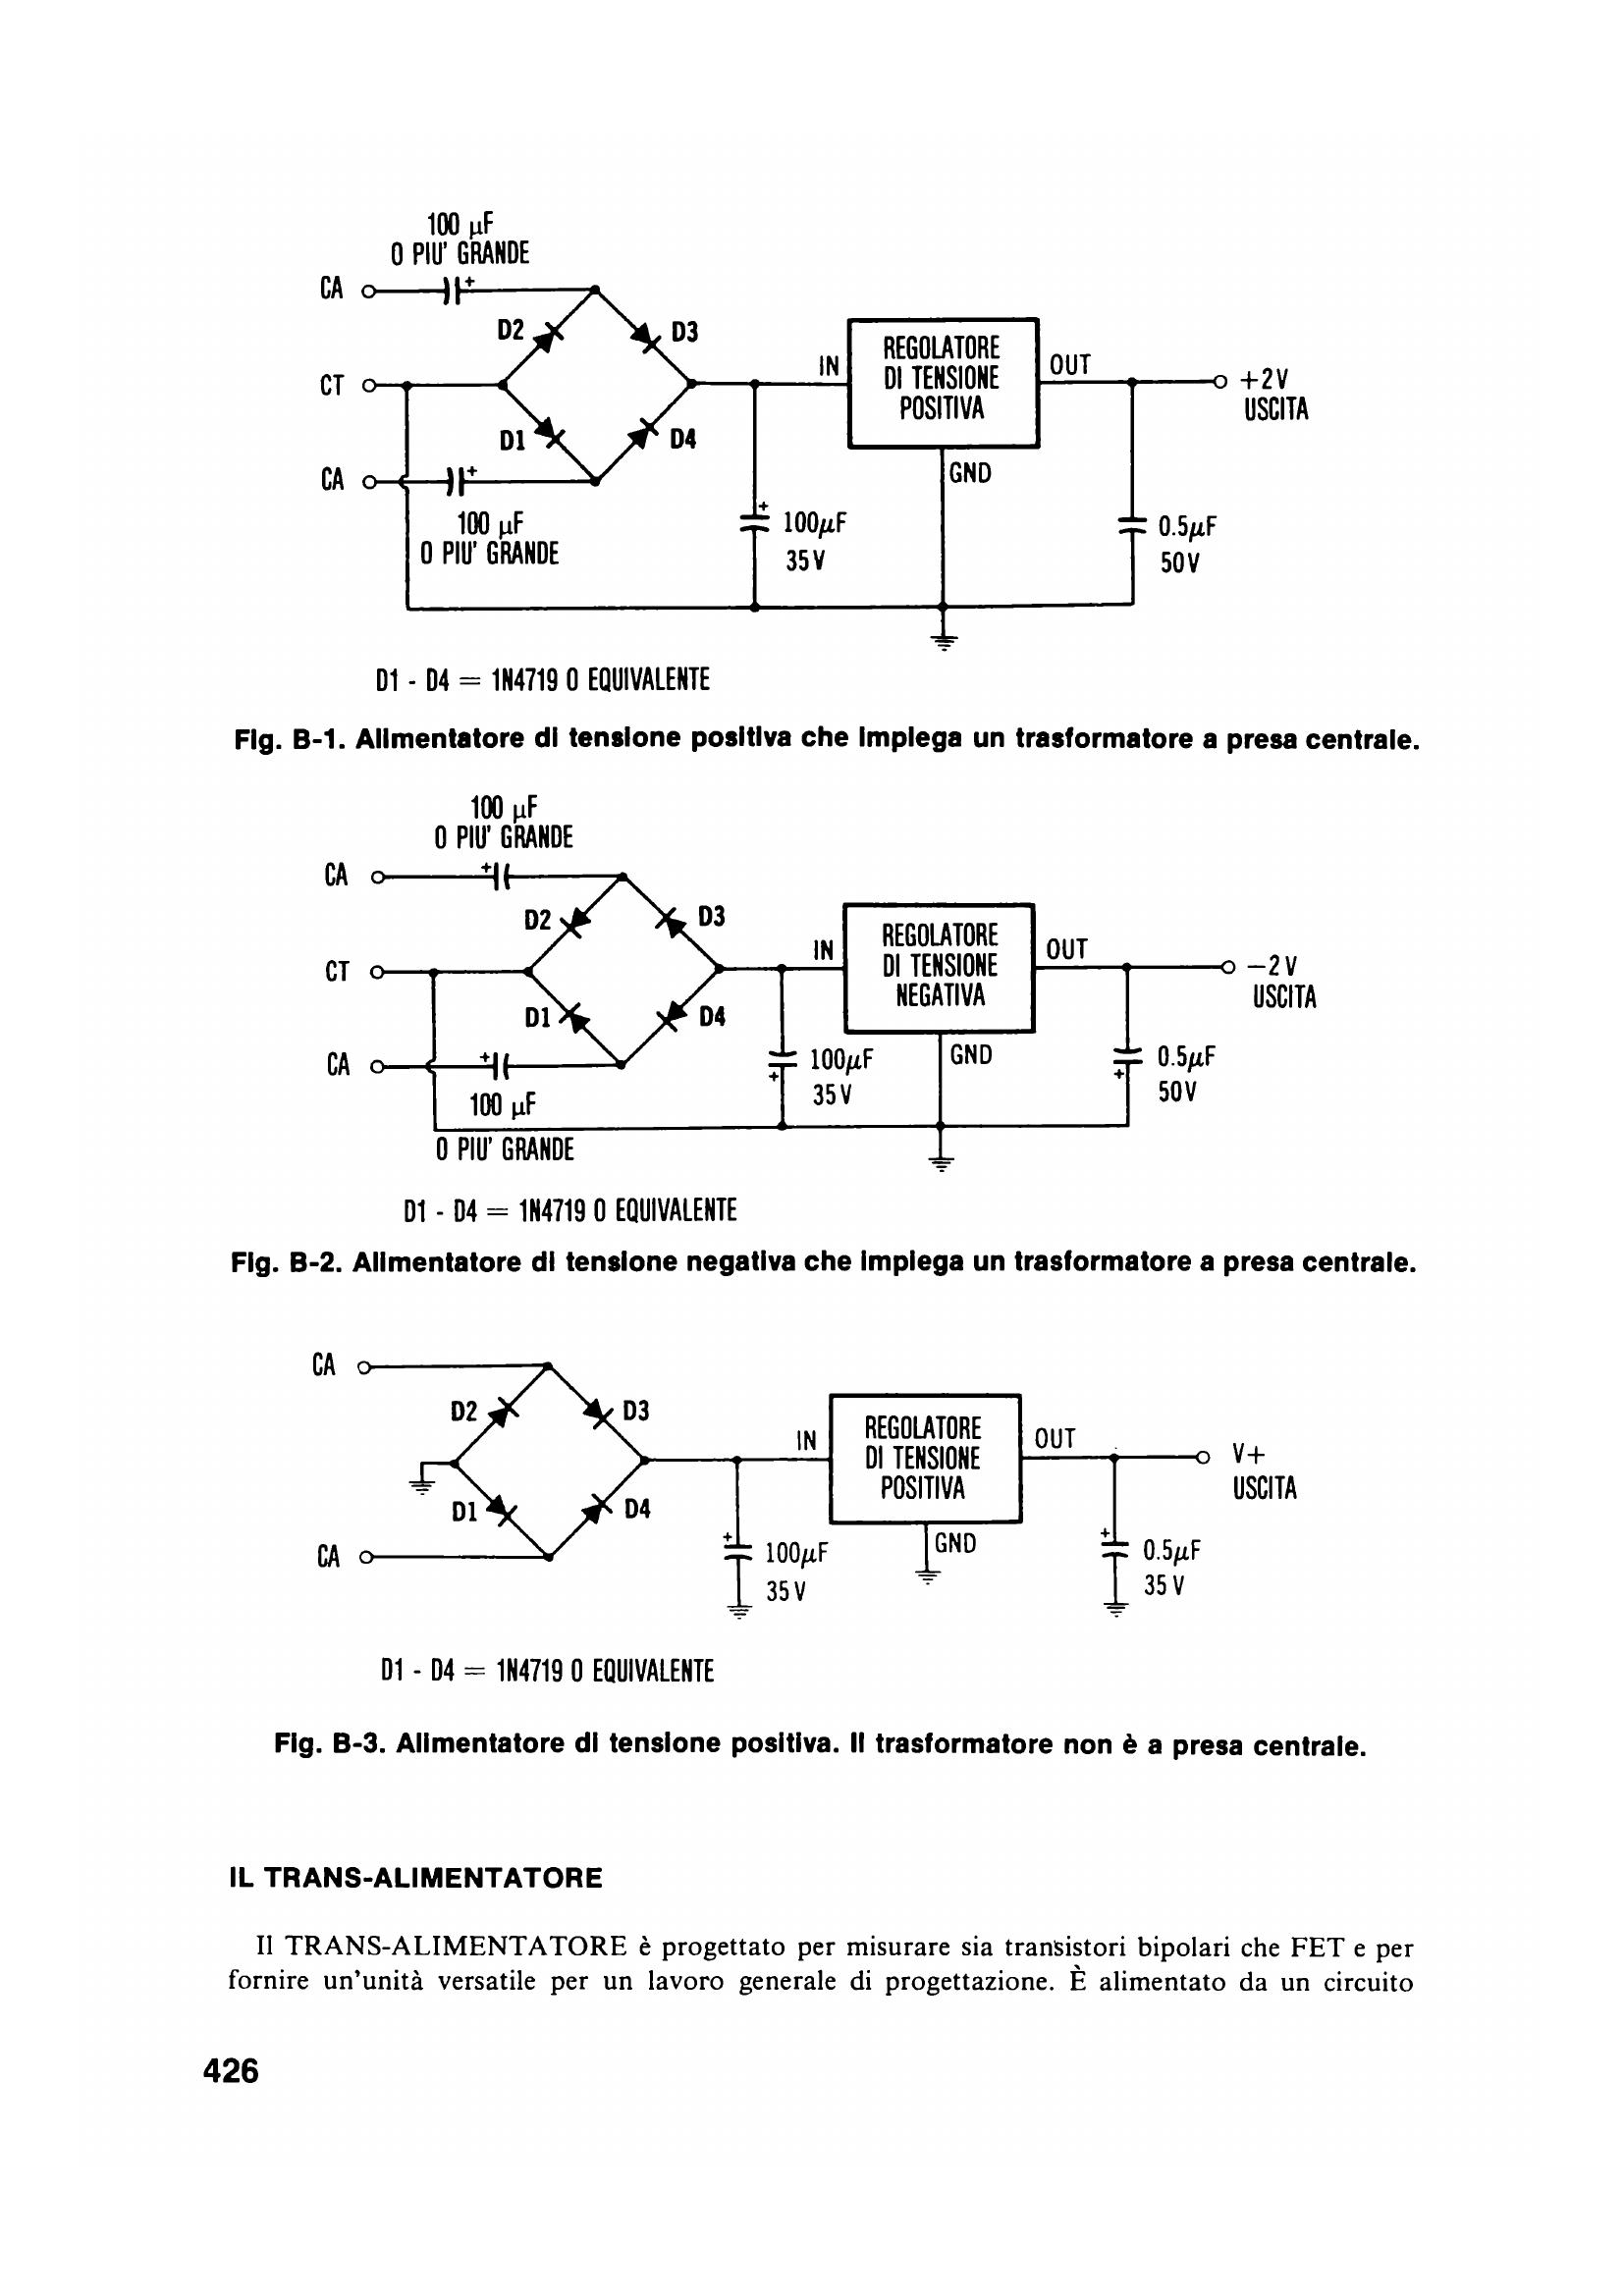 100 µF
O PIU' GRANDE
CA
+
D2
D3
CT
IN
REGOLATORE
DI TENSIONE
POSITIVA
OUT
+2V
USCITA
D1
D4
CA
+
GND
100 µF
O PIU' GRANDE
+
100µF
35V
0.5µF
50V
D1 - D4 = 1N4719 O EQUIVALENTE
Fig. B-1. Alimentatore di tensione positiva che impiega un trasformatore a presa centrale.
100 µF
O PIU' GRANDE
CA
+
D2
D3
CT
IN
REGOLATORE
DI TENSIONE
NEGATIVA
OUT
−2V
USCITA
D1
D4
CA
+
100µF
35V
+
GND
0.5µF
50V
+
100 µF
O PIU' GRANDE
D1 - D4 = 1N4719 O EQUIVALENTE
Fig. B-2. Alimentatore di tensione negativa che impiega un trasformatore a presa centrale.
CA
D2
D3
IN
REGOLATORE
DI TENSIONE
POSITIVA
OUT
V+
USCITA
D1
D4
CA
+
100µF
35V
GND
+
0.5µF
35V
D1 - D4 = 1N4719 O EQUIVALENTE
Fig. B-3. Alimentatore di tensione positiva. Il trasformatore non è a presa centrale.
IL TRANS-ALIMENTATORE
Il TRANS-ALIMENTATORE è progettato per misurare sia transistori bipolari che FET e per
fornire un'unità versatile per un lavoro generale di progettazione. È alimentato da un circuito
426